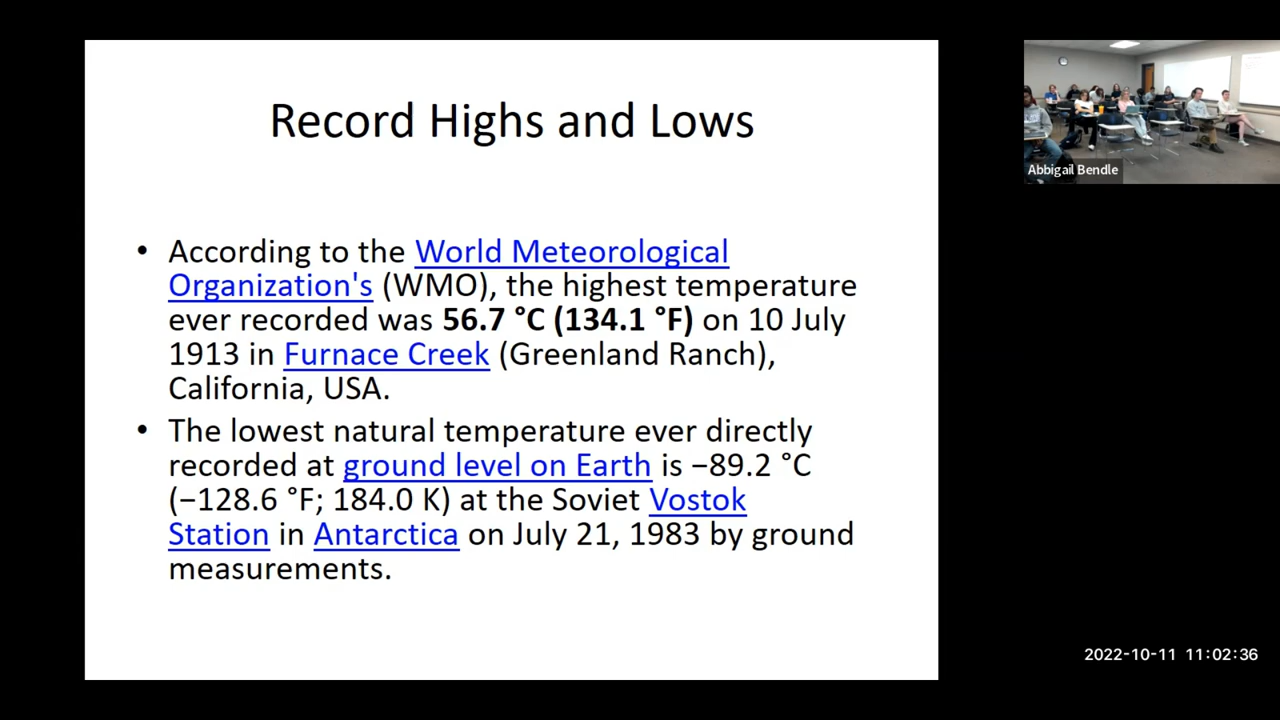 Record Highs and Lows
• According to the World Meteorological
Organization's (WMO), the highest temperature
ever recorded was 56.7 °C (134.1 °F) on 10 July
1913 in Furnace Creek (Greenland Ranch),
California, USA.
• The lowest natural temperature ever directly
recorded at ground level on Earth is −89.2 °C
(−128.6 °F; 184.0 K) at the Soviet Vostok
Station in Antarctica on July 21, 1983 by ground
measurements.
Abbigail Bendle
2022-10-11 11:02:36